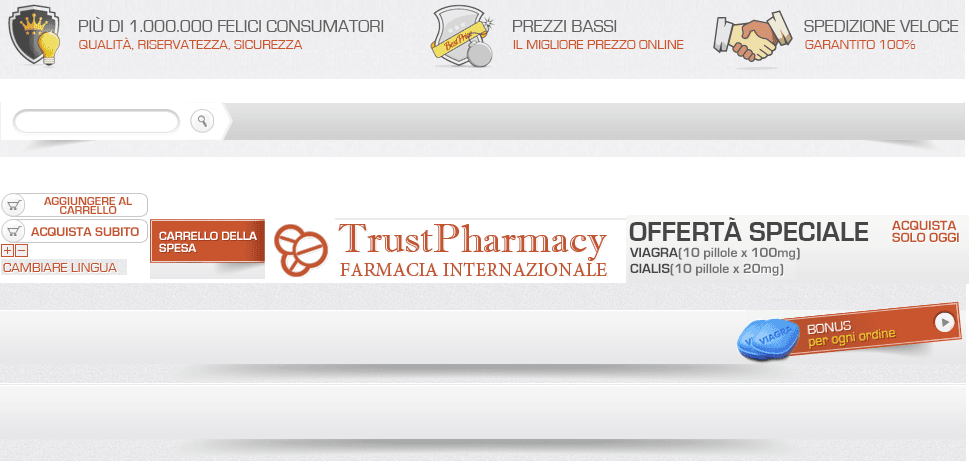 PIÙ DI 1.000.000 FELICI CONSUMATORI
QUALITÀ, RISERVATEZZA, SICUREZZA
Best Price
PREZZI BASSI
IL MIGLIORE PREZZO ONLINE
SPEDIZIONE VELOCE
GARANTITO 100%
AGGIUNGERE AL
CARRELLO
ACQUISTA SUBITO
CAMBIARE LINGUA
CARRELLO DELLA
SPESA
TrustPharmacy
FARMACIA INTERNAZIONALE
OFFERTÀ SPECIALE
VIAGRA(10 pillole x 100mg)
CIALIS(10 pillole x 20mg)
ACQUISTA
SOLO OGGI
VI
VIAGRA
BONUS
per ogni ordine